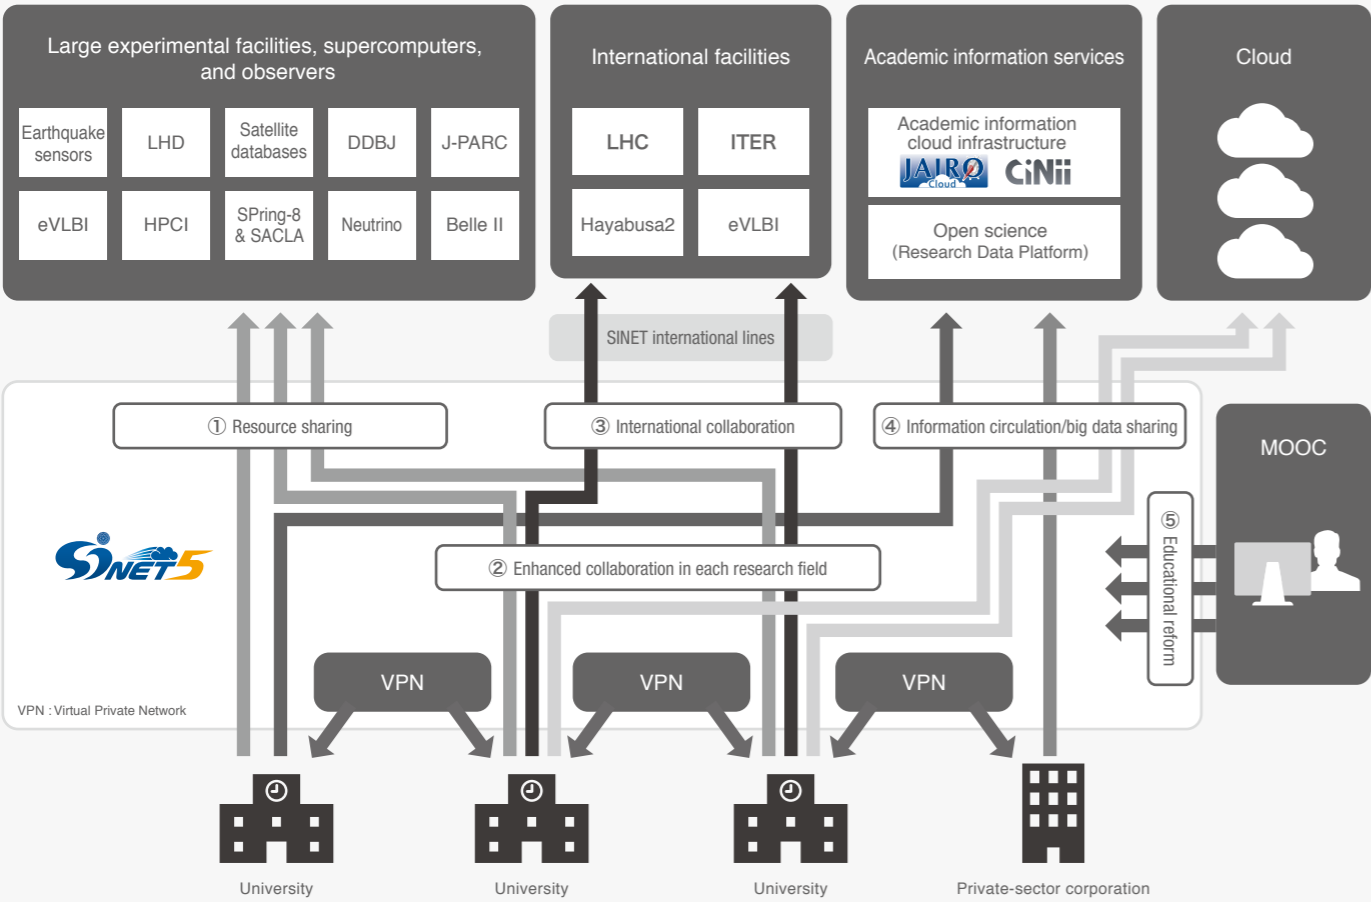 Large experimental facilities, supercomputers,
and observers
Earthquake
sensors
LHD
Satellite
databases
DDBJ
J-PARC
eVLBI
HPCI
SPring-8
& SACLA
Neutrino
Belle II
International facilities
LHC
ITER
Hayabusa2
eVLBI
Academic information services
Academic information
cloud infrastructure
JAIRO
Cloud
CiNii
Open science
(Research Data Platform)
Cloud
SINET international lines
① Resource sharing
③ International collaboration
④ Information circulation/big data sharing
MOOC
⑤ Educational reform
SINET5
② Enhanced collaboration in each research field
VPN
VPN
VPN
VPN : Virtual Private Network
University
University
University
Private-sector corporation